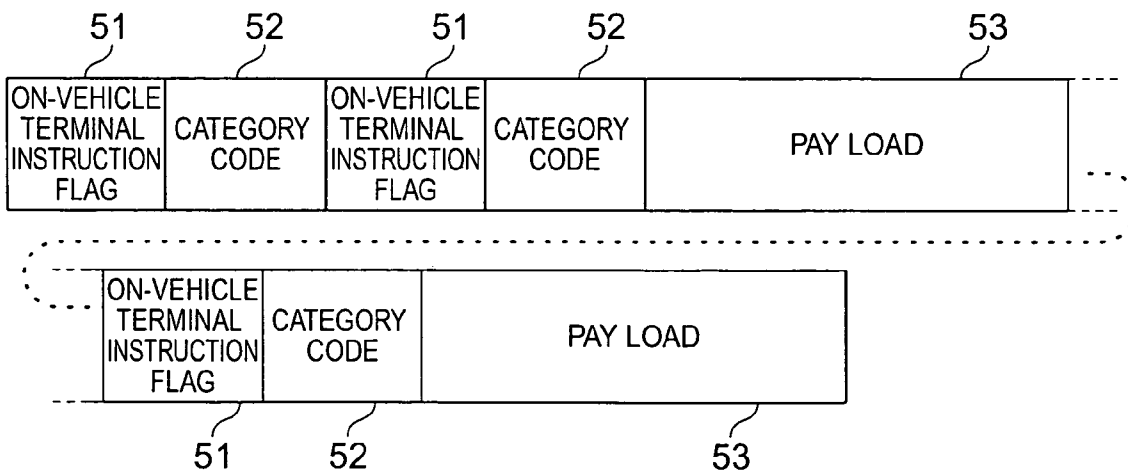 51 52 51 52 53
ON-VEHICLE TERMINAL INSTRUCTION FLAG
CATEGORY CODE
ON-VEHICLE TERMINAL INSTRUCTION FLAG
CATEGORY CODE
PAY LOAD
ON-VEHICLE TERMINAL INSTRUCTION FLAG
CATEGORY CODE
PAY LOAD
51 52 53